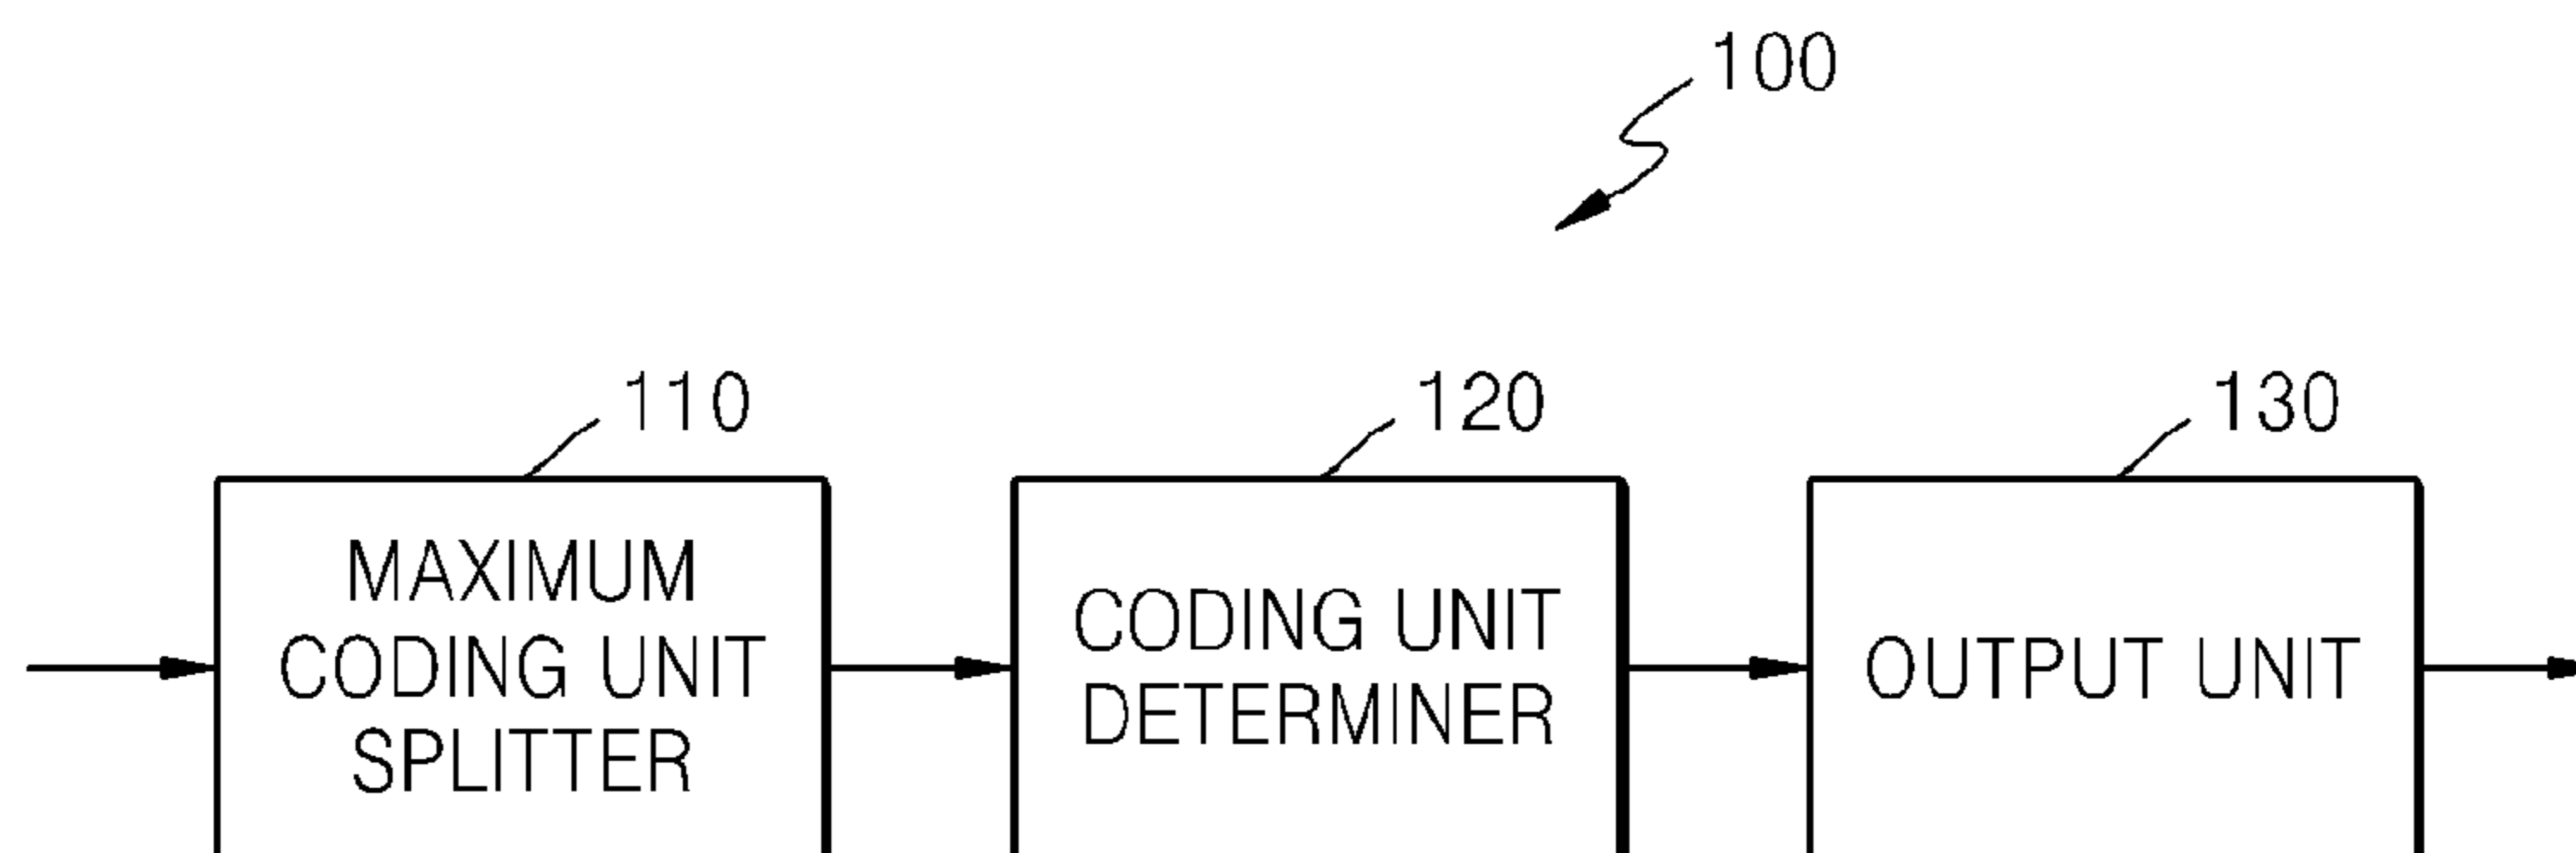 100
110
120
130
MAXIMUM
CODING UNIT
SPLITTER
CODING UNIT
DETERMINER
OUTPUT UNIT